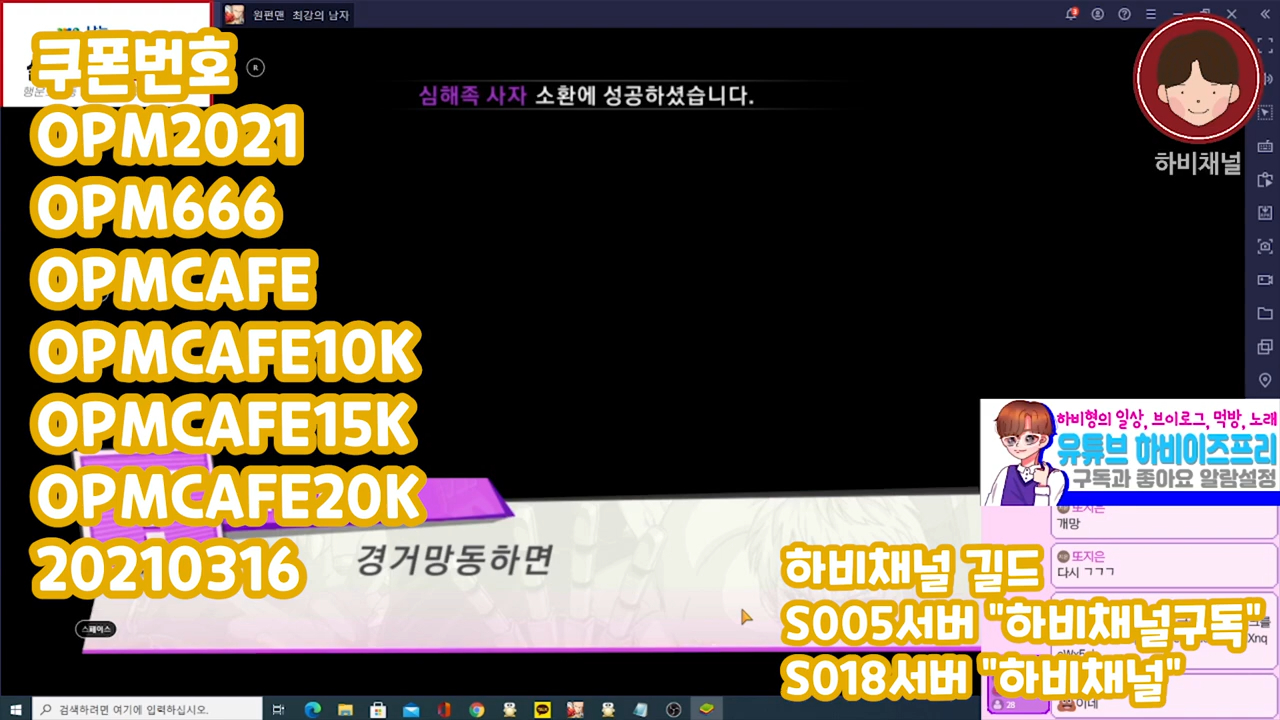 원펀맨 최강의 남자
쿠폰번호
OPM2021
OPM666
OPMCAFE
OPMCAFE10K
OPMCAFE15K
OPMCAFE20K
20210316
R
심해족 사자 소환에 성공하셨습니다.
하비채널
하비형의 일상, 브이로그, 먹방, 노래
유튜브 하비이즈프리
구독과 좋아요 알람설정
또지은
개망
또지은
다시 ㄱㄱㄱ
경거망동하면
스페이스
하비채널 길드
S005서버 "하비채널구독"
S018서버 "하비채널"
Xnq
28
이네
검색하려면 여기에 입력하십시오.